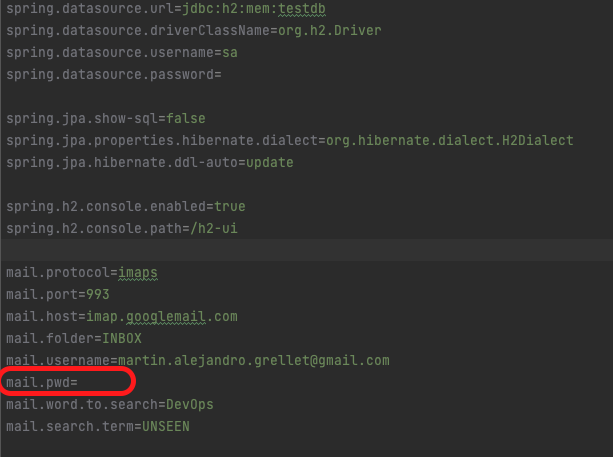 spring.datasource.url=jdbc:h2:mem:testdb
spring.datasource.driverClassName=org.h2.Driver
spring.datasource.username=sa
spring.datasource.password=
spring.jpa.show-sql=false
spring.jpa.properties.hibernate.dialect=org.hibernate.dialect.H2Dialect
spring.jpa.hibernate.ddl-auto=update
spring.h2.console.enabled=true
spring.h2.console.path=/h2-ui
mail.protocol=imaps
mail.port=993
mail.host=imap.googlemail.com
mail.folder=INBOX
mail.username=martin.alejandro.grellet@gmail.com
mail.pwd=
mail.word.to.search=DevOps
mail.search.term=UNSEEN